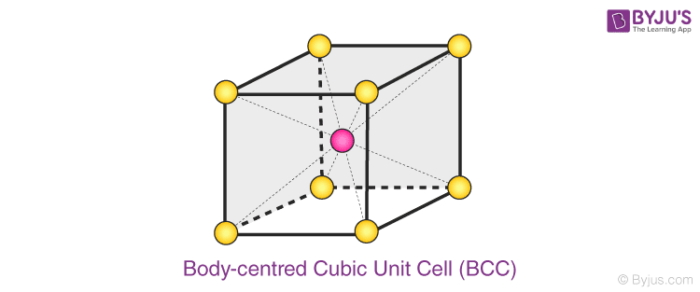 BYJU'S
The Learning App
Body-centred Cubic Unit Cell (BCC)
© Byjus.com